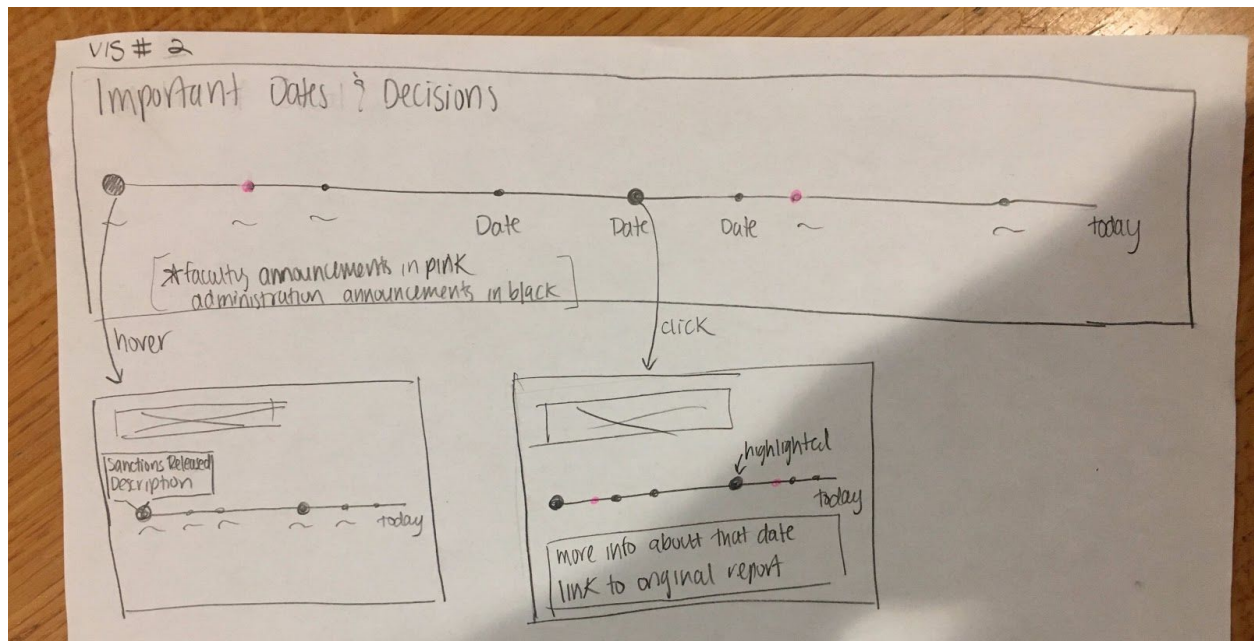 VIS # 2
Important Dates & Decisions
Date
Date
Date
today
*faculty announcements in pink
administration announcements in black
hover
click
Sanctions Released
Description
today
highlighted
today
more info about that date
link to original report